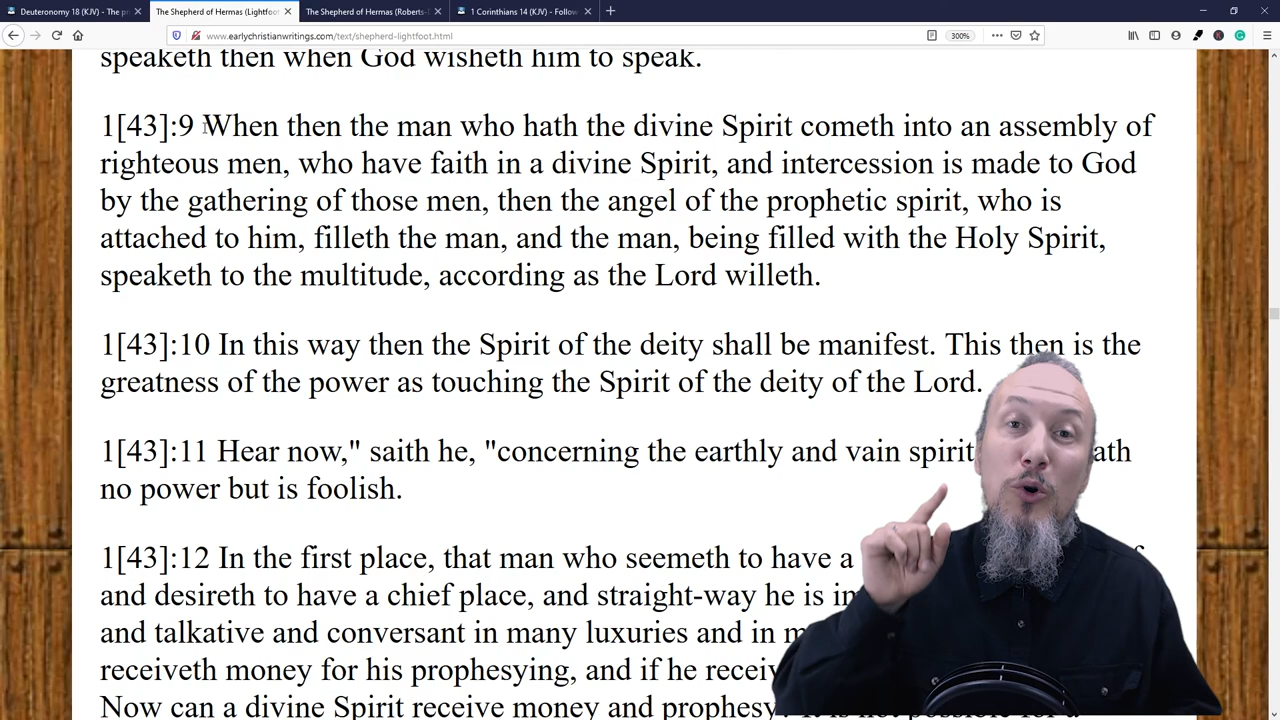 Deuteronomy 18 (KJV) - The pr
The Shepherd of Hermas (Lightfoot
The Shepherd of Hermas (Roberts-
1 Corinthians 14 (KJV) - Follow
www.earlychristianwritings.com/text/shepherd-lightfoot.html
300%
speaketh then when God wisheth him to speak.
1[43]:9 When then the man who hath the divine Spirit cometh into an assembly of
righteous men, who have faith in a divine Spirit, and intercession is made to God
by the gathering of those men, then the angel of the prophetic spirit, who is
attached to him, filleth the man, and the man, being filled with the Holy Spirit,
speaketh to the multitude, according as the Lord willeth.
1[43]:10 In this way then the Spirit of the deity shall be manifest. This then is the
greatness of the power as touching the Spirit of the deity of the Lord.
1[43]:11 Hear now," saith he, "concerning the earthly and vain spirit
no power but is foolish.
1[43]:12 In the first place, that man who seemeth to have a
and desireth to have a chief place, and straight-way he is
and talkative and conversant in many luxuries and in
receiveth money for his prophesying, and if he
Now can a divine Spirit receive money and prophesy